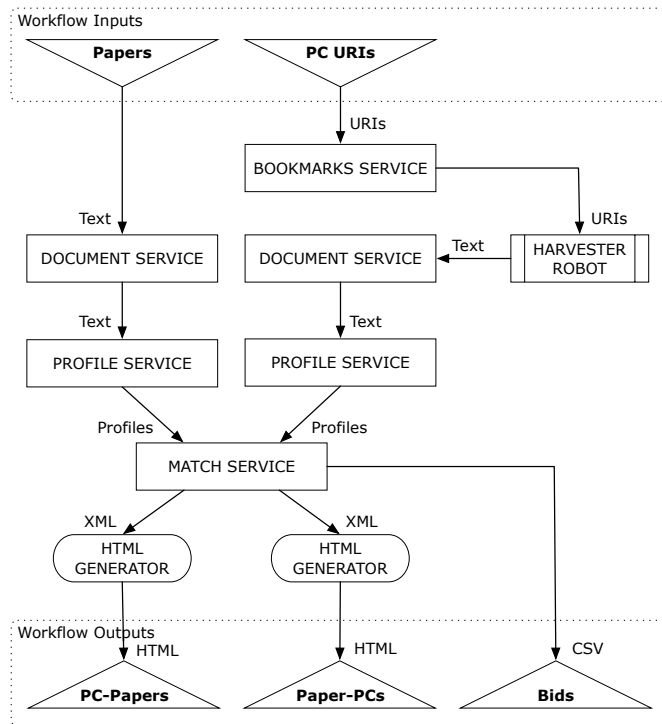 Workflow Inputs
Papers
PC URIs
URIs
BOOKMARKS SERVICE
Text
URIs
DOCUMENT SERVICE
DOCUMENT SERVICE
Text
HARVESTER
ROBOT
Text
Text
PROFILE SERVICE
PROFILE SERVICE
Profiles
Profiles
MATCH SERVICE
XML
XML
HTML
GENERATOR
HTML
GENERATOR
Workflow Outputs
HTML
HTML
CSV
PC-Papers
Paper-PCs
Bids